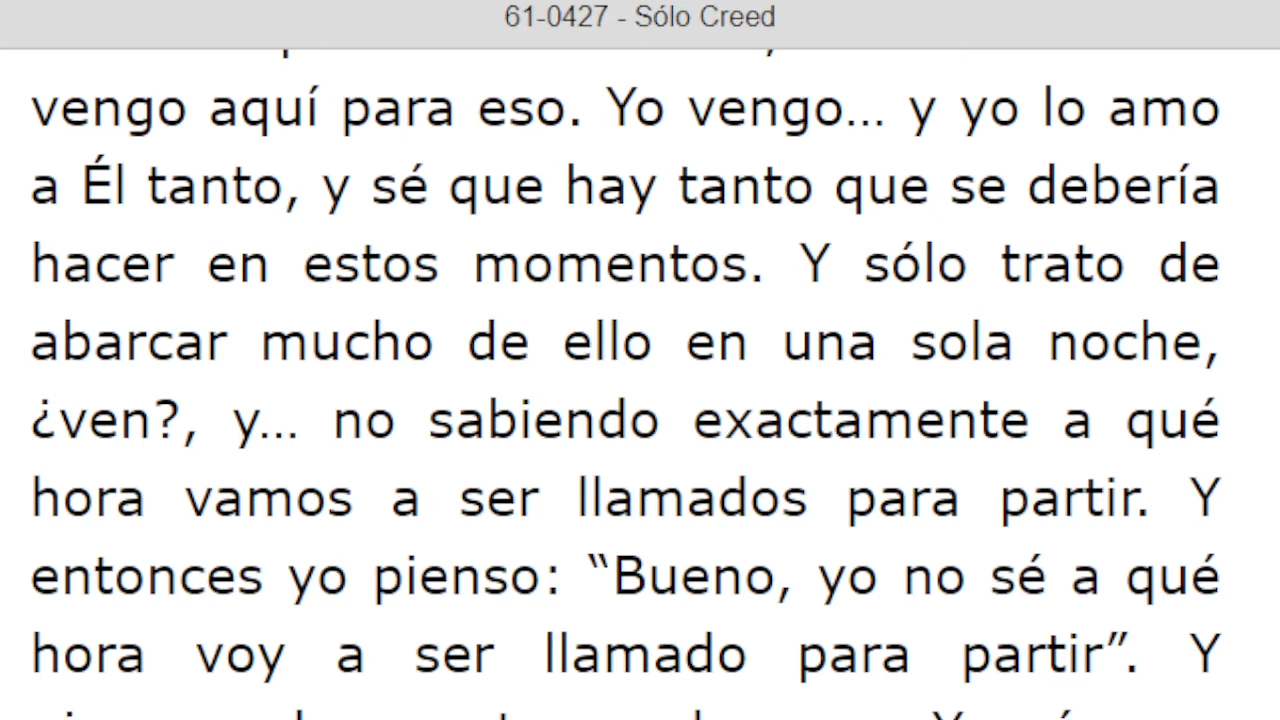 61-0427 - Sólo Creed
vengo aquí para eso. Yo vengo... y yo lo amo
a Él tanto, y sé que hay tanto que se debería
hacer en estos momentos. Y sólo trato de
abarcar mucho de ello en una sola noche,
¿ven?, y... no sabiendo exactamente a qué
hora vamos a ser llamados para partir. Y
entonces yo pienso: “Bueno, yo no sé a qué
hora voy a ser llamado para partir”. Y